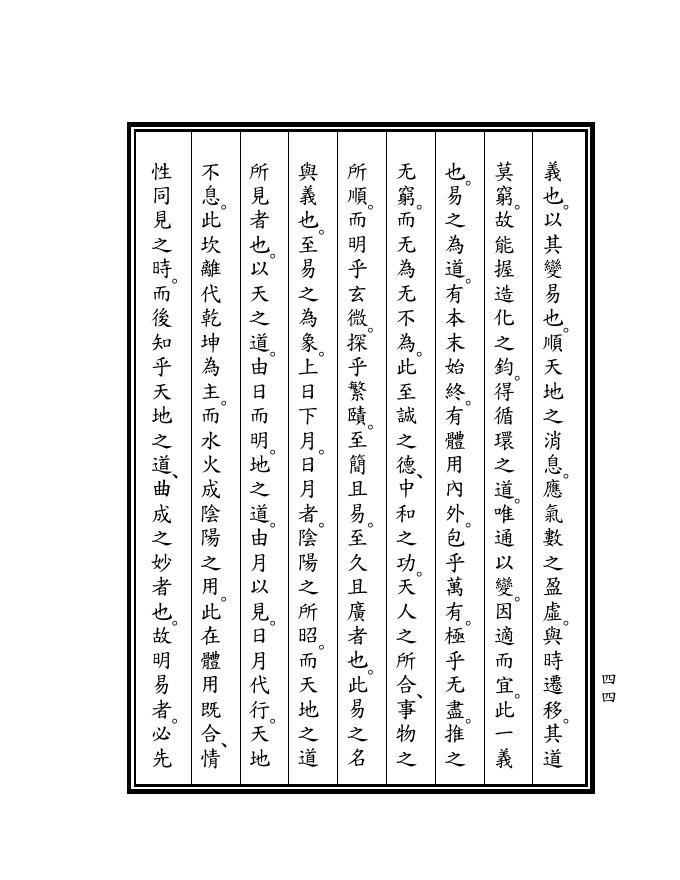 義也。以其變易也。順天地之消息。應氣數之盈虛。與時遷移。其道
莫窮。故能握造化之鈞。得循環之道。唯通以變。因適而宜。此一義
也。易之為道。有本末始終。有體用內外。包乎萬有。極乎无盡。推之
无窮。而无為无不為。此至誠之德、中和之功。天人之所合、事物之
所順。而明乎玄微。探乎繁賾。至簡且易。至久且廣者也。此易之名
與義也。至易之為象。上日下月。日月者。陰陽之所昭。而天地之道
所見者也。以天之道。由日而明。地之道。由月以見。日月代行。天地
不息。此坎離代乾坤為主。而水火成陰陽之用。此在體用既合、情
性同見之時。而後知乎天地之道、曲成之妙者也。故明易者。必先
四四